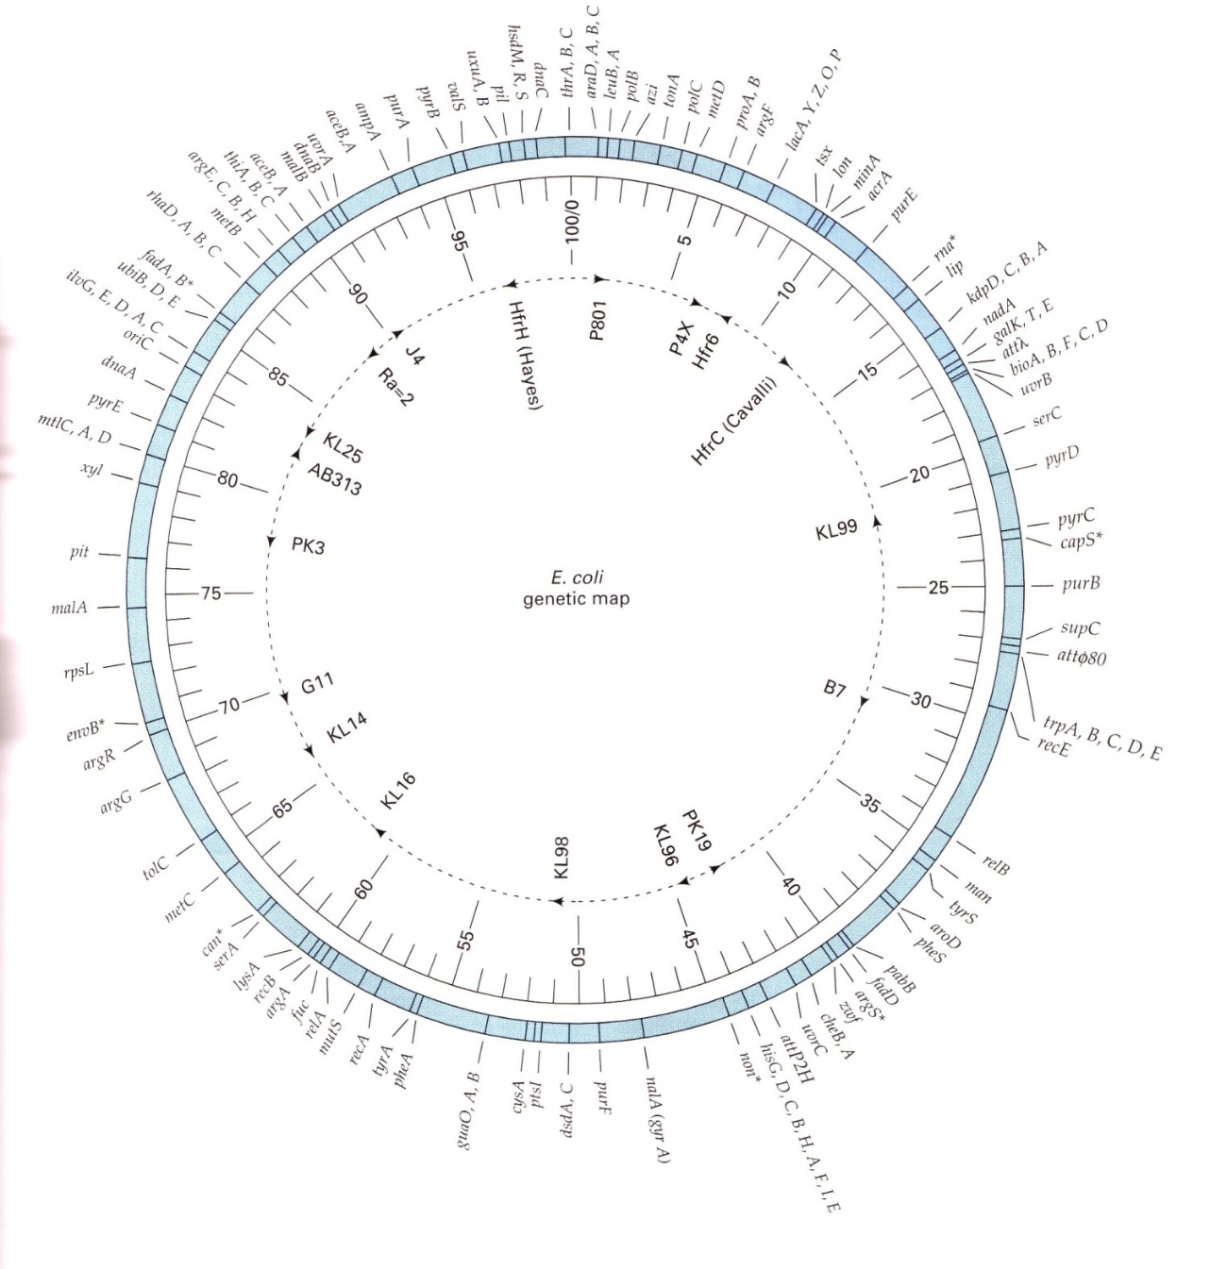 thrA, B, C
araD, A, B, C
leuB, A
polB
azi
tonA
polC
metD
proA, B
argF
lacA, Y, Z, O, P
tsx
lon
minA
acrA
purE
rna*
lip
kdpD, C, B, A
nadA
galK, T, E
attλ
bioA, B, F, C, D
uvrB
serC
pyrD
pyrC
capS*
purB
supC
attϕ80
trpA, B, C, D, E
recE
relB
man
tyrS
aroD
pheS
pabB
fadD
argS*
zwf
cheB, A
uvrC
attP2H
hisG, D, C, B, H, A, F, I, E
non*
nalA (gyr A)
purF
dsdA, C
ptsI
cysA
guaO, A, B
pheA
tyrA
recA
mutS
relA
fuc
argA
recB
lysA
serA
can*
metC
tolC
argG
argR
envB*
rpsL
malA
pit
xyl
mtlC, A, D
pyrE
dnaA
oriC
ilvG, E, D, A, C
ubiB, D, E
fadA, B*
rhaD, A, B, C
metB
argE, C, B, H
thiA, B, C
aceB, A
malB
dnaB
uvrA
aceB,A
ampA
purA
pyrB
valS
uxuA, B
pil
hsdM, R, S
dnaC
100/0
5
10
15
20
25
30
35
40
45
50
55
60
65
70
75
80
85
90
95
HfrH (Hayes)
P801
P4X
Hfr6
HfrC (Cavalli)
KL99
B7
PK19
KL96
KL98
KL16
KL14
G11
PK3
AB313
KL25
Ra=2
J4
E. coli
genetic map